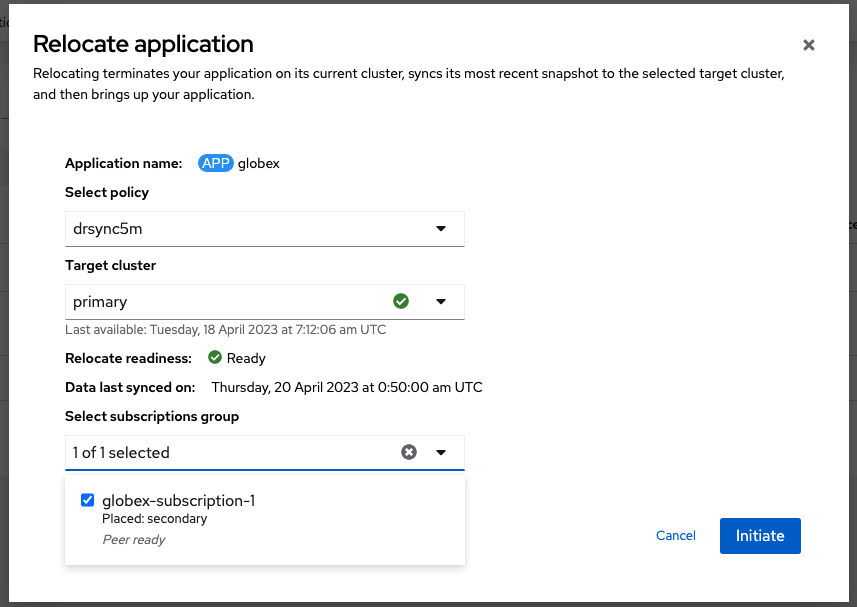 Relocate application
Relocating terminates your application on its current cluster, syncs its most recent snapshot to the selected target cluster,
and then brings up your application.
Application name: APP globex
Select policy
drsync5m
Target cluster
primary
Last available: Tuesday, 18 April 2023 at 7:12:06 am UTC
Relocate readiness: Ready
Data last synced on: Thursday, 20 April 2023 at 0:50:00 am UTC
Select subscriptions group
1 of 1 selected
globex-subscription-1
Placed: secondary
Peer ready
Cancel Initiate